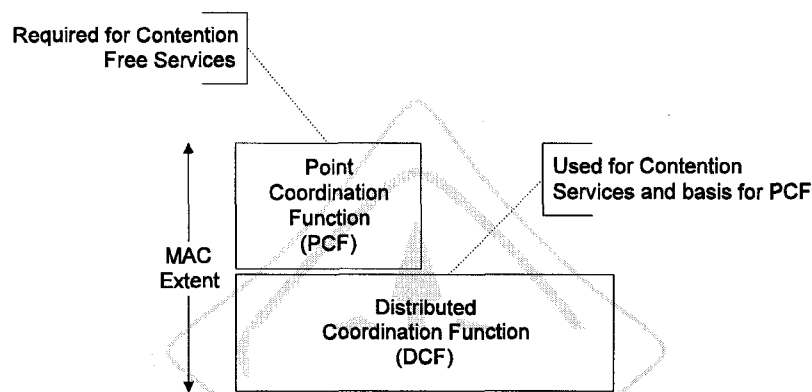 Required for Contention
Free Services
Point
Coordination
Function
(PCF)
Used for Contention
Services and basis for PCF
MAC
Extent
Distributed
Coordination Function
(DCF)